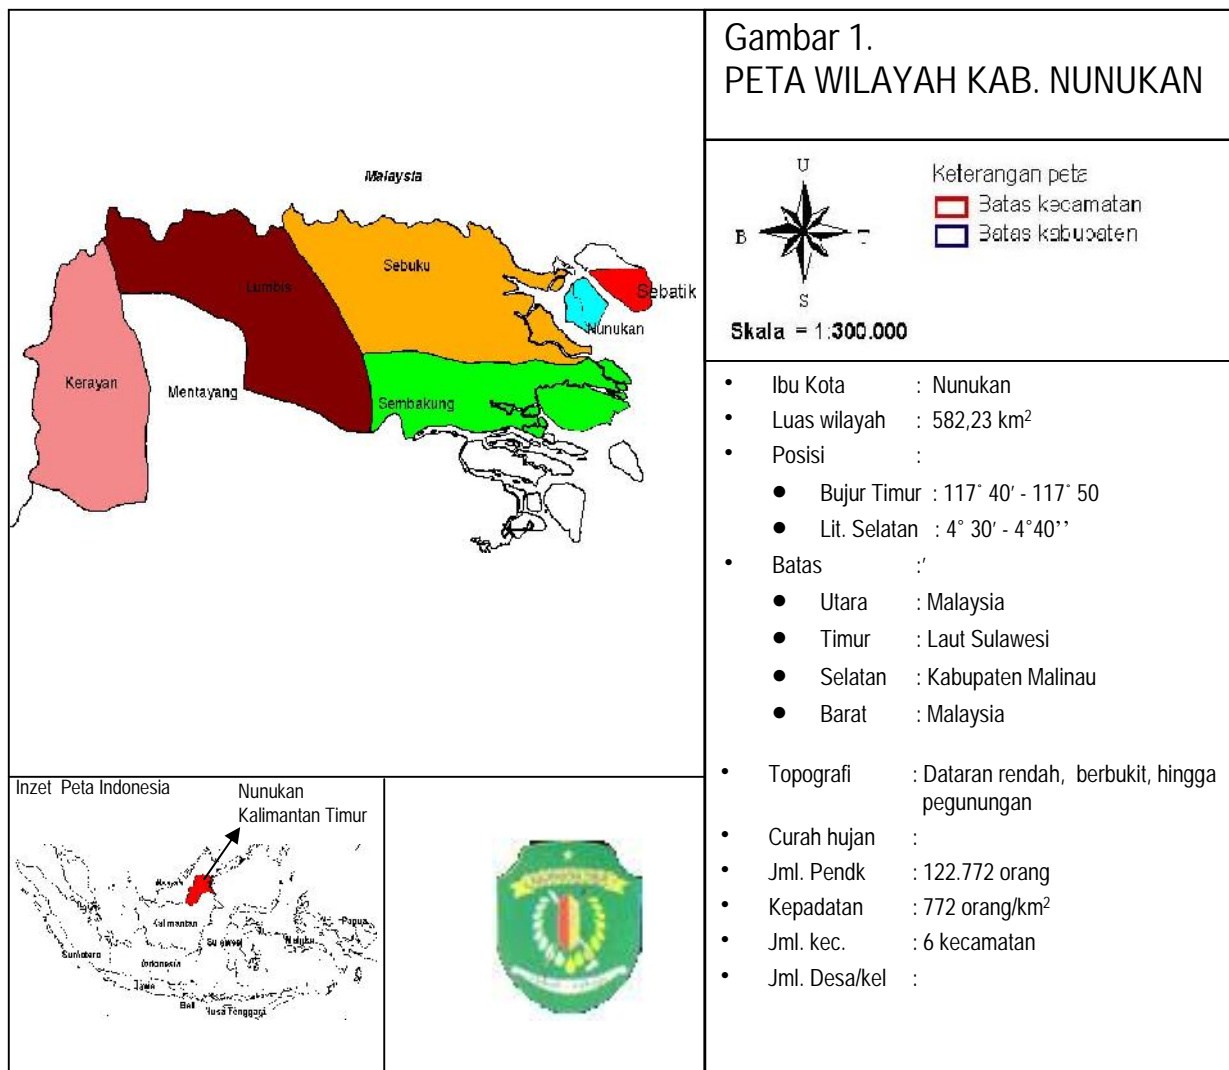 Gambar 1.
PETA WILAYAH KAB. NUNUKAN
Malaysia
Sebuku
Lumbis
Sebatik
Nunukan
Kerayan
Mentayang
Sembakung
U
B
T
S
Skala = 1:300.000
Keterangan peta
Batas kecamatan
Batas kabupaten
• Ibu Kota : Nunukan
• Luas wilayah : 582,23 km²
• Posisi :
● Bujur Timur : 117° 40′ - 117° 50
● Lit. Selatan : 4° 30′ - 4°40’’
• Batas :′
● Utara : Malaysia
● Timur : Laut Sulawesi
● Selatan : Kabupaten Malinau
● Barat : Malaysia
• Topografi : Dataran rendah, berbukit, hingga
pegunungan
• Curah hujan :
• Jml. Pendk : 122.772 orang
• Kepadatan : 772 orang/km²
• Jml. kec. : 6 kecamatan
• Jml. Desa/kel :
Inzet Peta Indonesia
Nunukan
Kalimantan Timur
Kalimantan
Sumatera
Indonesia
Papua
Maluku
Bali
Nusa Tenggara